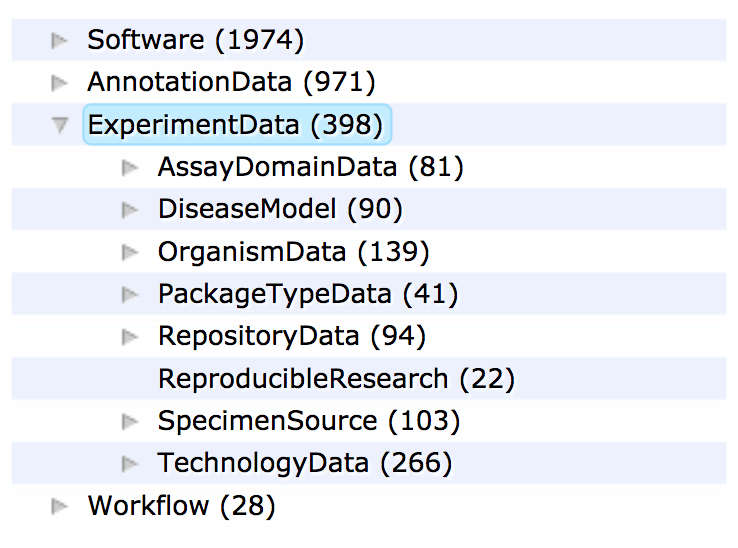 Software (1974)
AnnotationData (971)
ExperimentData (398)
AssayDomainData (81)
DiseaseModel (90)
OrganismData (139)
PackageTypeData (41)
RepositoryData (94)
ReproducibleResearch (22)
SpecimenSource (103)
TechnologyData (266)
Workflow (28)